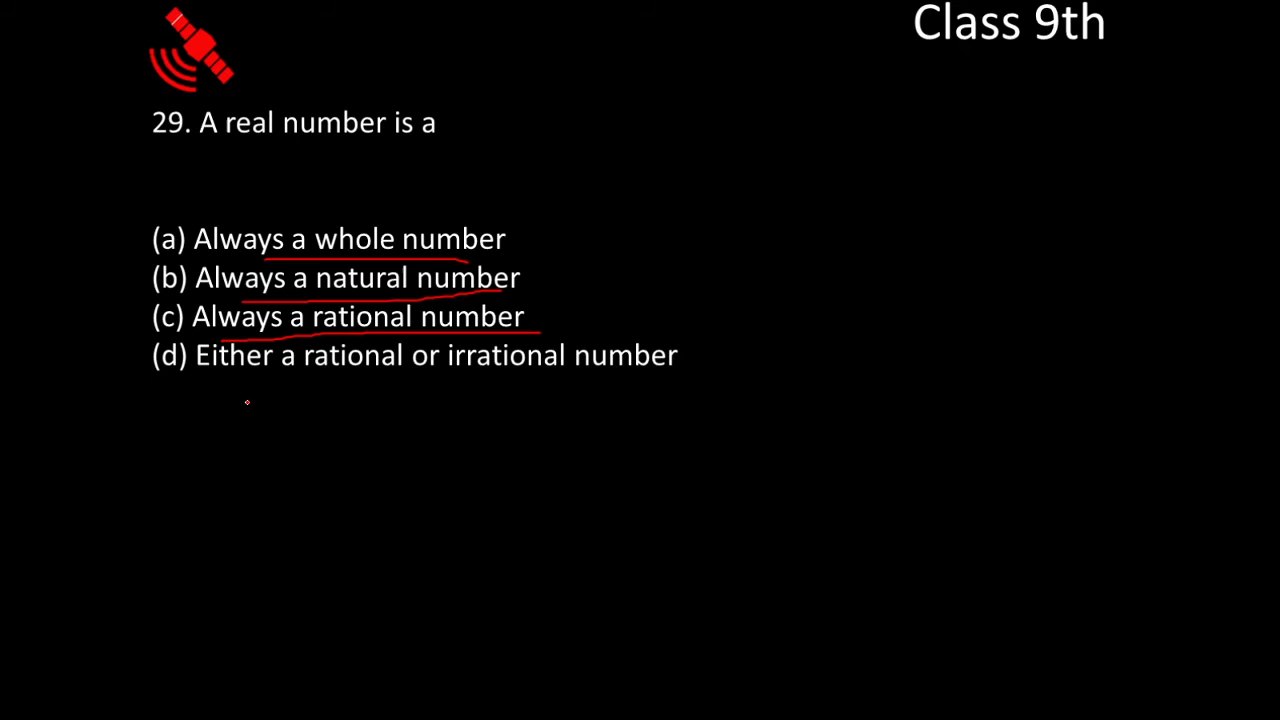 Class 9th
29. A real number is a
(a) Always a whole number
(b) Always a natural number
(c) Always a rational number
(d) Either a rational or irrational number